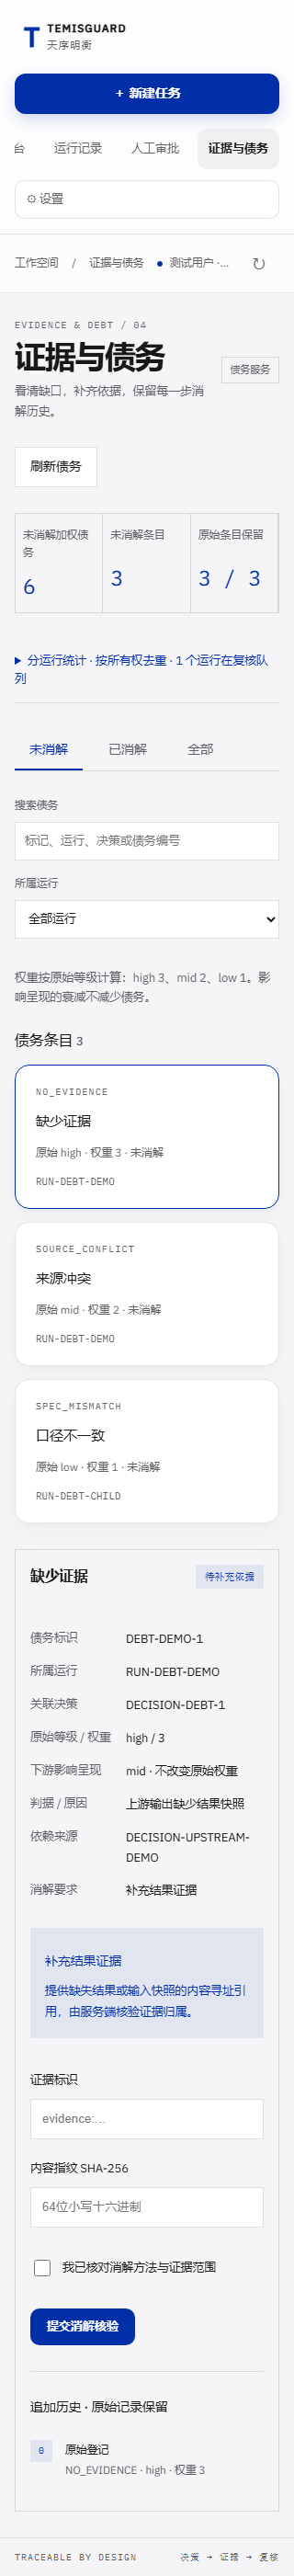 TEMISGUARD
天序明衡
+ 新建任务
台 运行记录 人工审批 证据与债务
设置
工作空间 / 证据与债务 ● 测试用户 ·…
EVIDENCE & DEBT / 04
证据与债务
债务服务
看清缺口，补齐依据，保留每一步消
解历史。
刷新债务
未消解加权债
务
6
未消解条目
3
原始条目保留
3 / 3
▶ 分运行统计 · 按所有权去重 · 1 个运行在复核队
列
未消解 已消解 全部
搜索债务
标记、运行、决策或债务编号
所属运行
全部运行
权重按原始等级计算：high 3、mid 2、low 1。影
响呈现的衰减不减少债务。
债务条目 3
NO_EVIDENCE
缺少证据
原始 high · 权重 3 · 未消解
RUN-DEBT-DEMO
SOURCE_CONFLICT
来源冲突
原始 mid · 权重 2 · 未消解
RUN-DEBT-DEMO
SPEC_MISMATCH
口径不一致
原始 low · 权重 1 · 未消解
RUN-DEBT-CHILD
缺少证据 待补充依据
债务标识 DEBT-DEMO-1
所属运行 RUN-DEBT-DEMO
关联决策 DECISION-DEBT-1
原始等级 / 权重 high / 3
下游影响呈现 mid · 不改变原始权重
判据 / 原因 上游输出缺少结果快照
依赖来源 DECISION-UPSTREAM-
DEMO
消解要求 补充结果证据
补充结果证据
提供缺失结果或输入快照的内容寻址引
用，由服务端核验证据归属。
证据标识
evidence:...
内容指纹 SHA-256
64位小写十六进制
我已核对消解方法与证据范围
提交消解核验
追加历史 · 原始记录保留
0 原始登记
NO_EVIDENCE · high · 权重 3
TRACEABLE BY DESIGN 决策 → 证据 → 复核